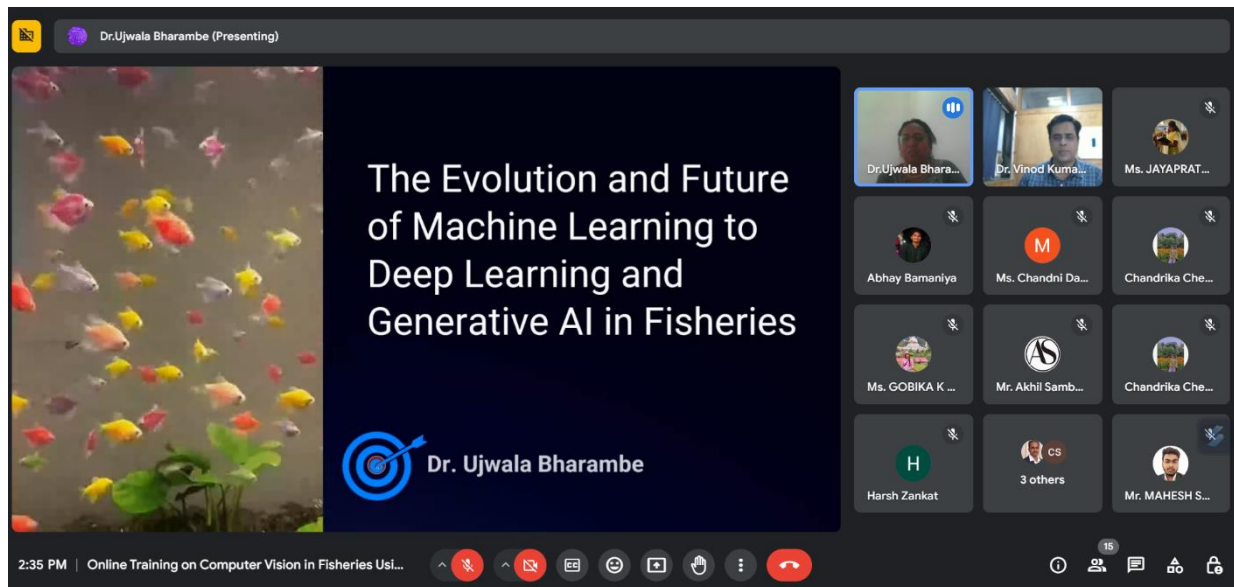 Dr.Ujwala Bharambe (Presenting)
The Evolution and Future
of Machine Learning to
Deep Learning and
Generative AI in Fisheries
Dr. Ujwala Bharambe
Dr.Ujwala Bhara...
Dr. Vinod Kuma...
Ms. JAYAPRAT...
Abhay Bamaniya
M
Ms. Chandni Da...
Chandrika Che...
Ms. GOBIKA K ...
AS
Mr. Akhil Samb...
Chandrika Che...
H
Harsh Zankat
CS
3 others
Mr. MAHESH S...
2:35 PM | Online Training on Computer Vision in Fisheries Usi...
CC
15